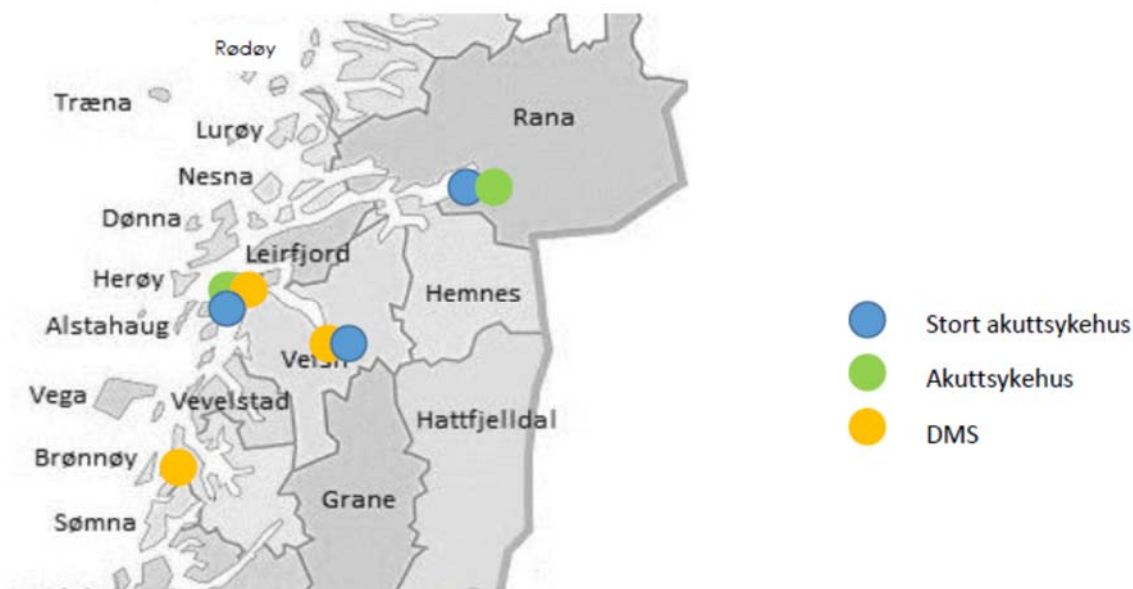 Rødøy
Træna
Rana
Lurøy
Nesna
Dønna
Leirfjord
Herøy
Hemnes
Alstahaug
Stort akuttsykehus
Akuttsykehus
Vega
Vevelstad
Hattfjelldal
DMS
Brønnøy
Grane
Sømna